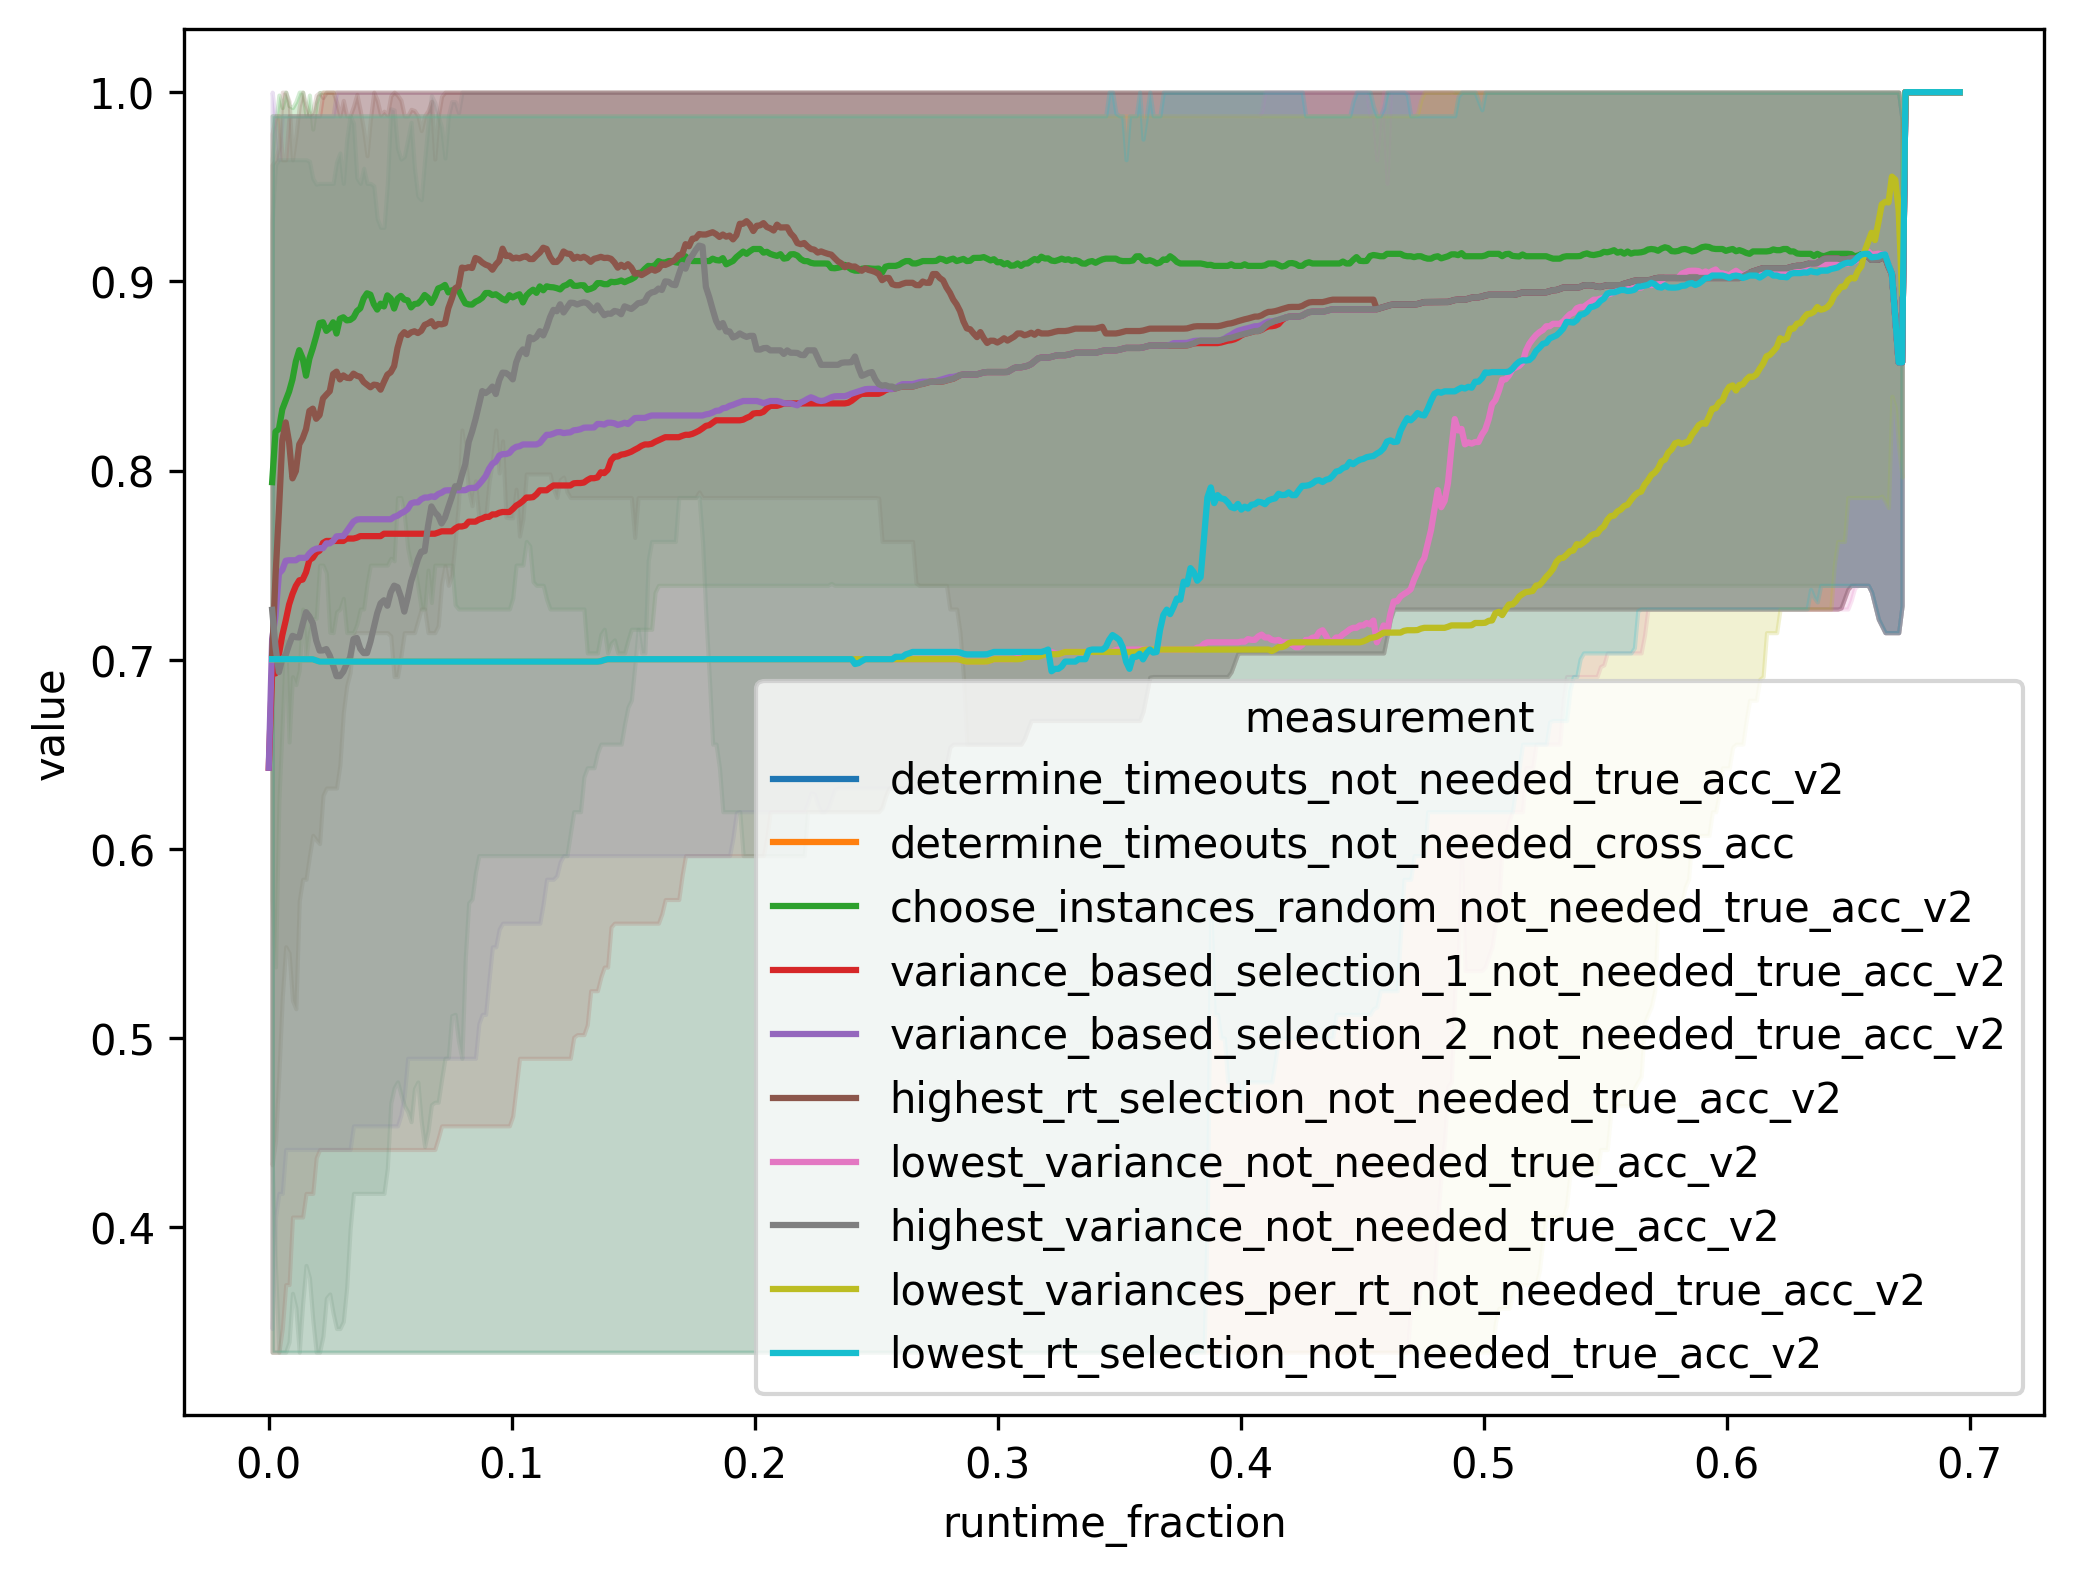 1.0
0.9
0.8
0.7
0.6
0.5
0.4
value
measurement
determine_timeouts_not_needed_true_acc_v2
determine_timeouts_not_needed_cross_acc
choose_instances_random_not_needed_true_acc_v2
variance_based_selection_1_not_needed_true_acc_v2
variance_based_selection_2_not_needed_true_acc_v2
highest_rt_selection_not_needed_true_acc_v2
lowest_variance_not_needed_true_acc_v2
highest_variance_not_needed_true_acc_v2
lowest_variances_per_rt_not_needed_true_acc_v2
lowest_rt_selection_not_needed_true_acc_v2
0.0 0.1 0.2 0.3 0.4 0.5 0.6 0.7
runtime_fraction